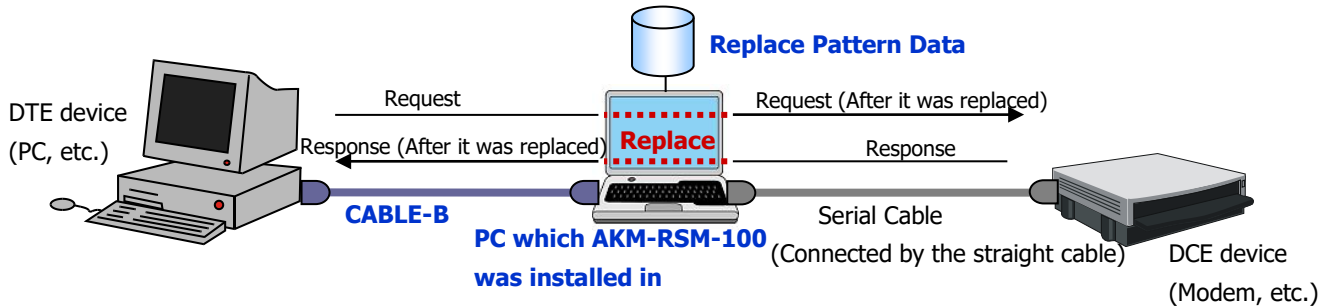 Replace Pattern Data
DTE device
(PC, etc.)
Request
Request (After it was replaced)
Replace
Response (After it was replaced)
Response
CABLE-B
PC which AKM-RSM-100
was installed in
Serial Cable
(Connected by the straight cable)
DCE device
(Modem, etc.)